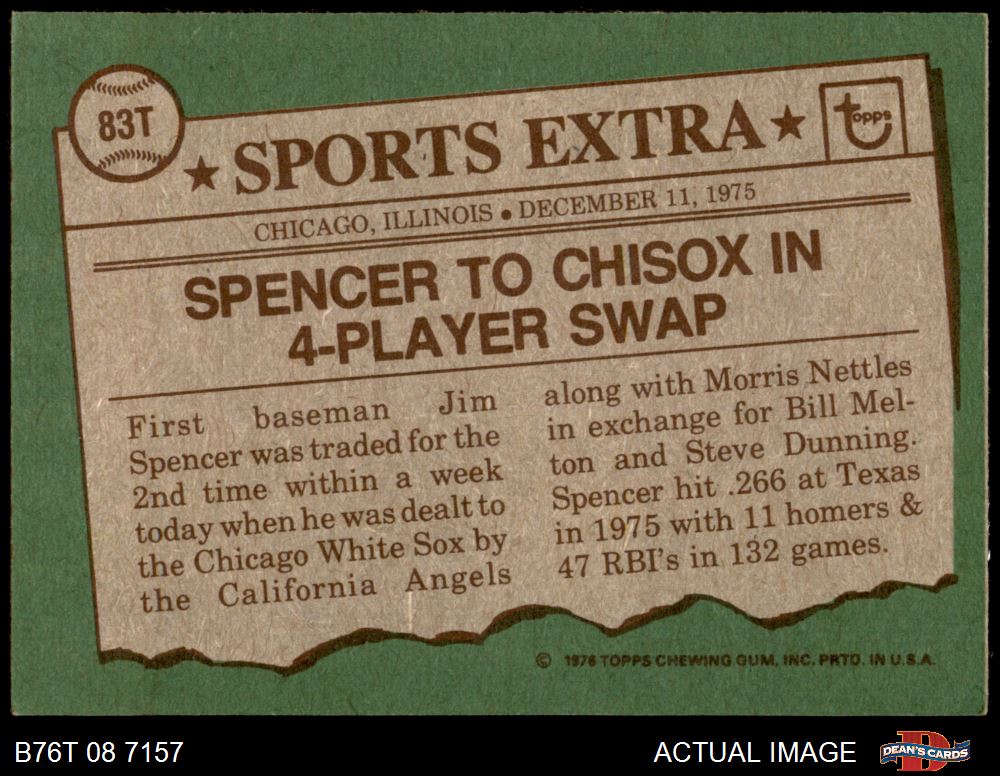 83T
★ SPORTS EXTRA ★
topps
CHICAGO, ILLINOIS • DECEMBER 11, 1975
SPENCER TO CHISOX IN
4-PLAYER SWAP
First baseman Jim
Spencer was traded for the
2nd time within a week
today when he was dealt to
the Chicago White Sox by
the California Angels
along with Morris Nettles
in exchange for Bill Mel-
ton and Steve Dunning.
Spencer hit .266 at Texas
in 1975 with 11 homers &
47 RBI's in 132 games.
© 1976 TOPPS CHEWING GUM, INC. PRTD. IN U.S.A.
B76T 08 7157
ACTUAL IMAGE
DEAN'S CARDS